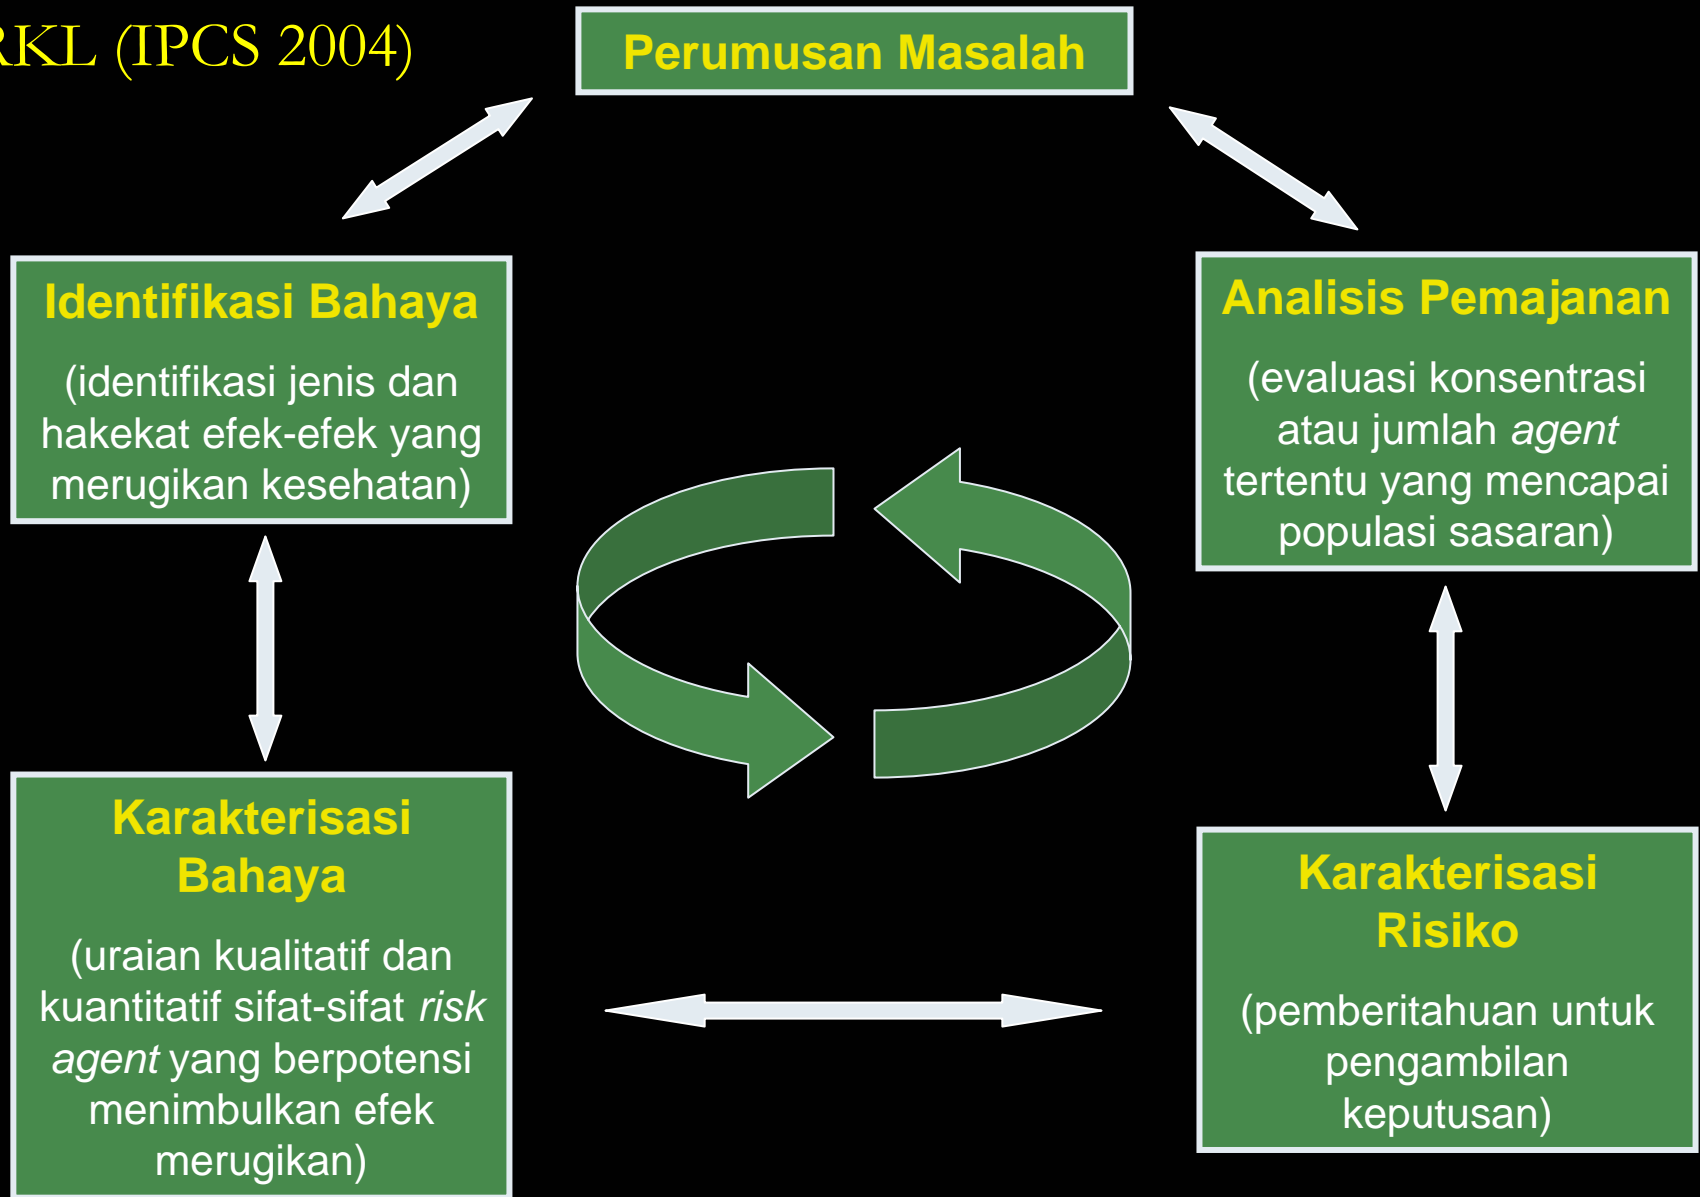 RKL (IPCS 2004)
Perumusan Masalah
Identifikasi Bahaya
(identifikasi jenis dan
hakekat efek-efek yang
merugikan kesehatan)
Analisis Pemajanan
(evaluasi konsentrasi
atau jumlah agent
tertentu yang mencapai
populasi sasaran)
Karakterisasi
Bahaya
(uraian kualitatif dan
kuantitatif sifat-sifat risk
agent yang berpotensi
menimbulkan efek
merugikan)
Karakterisasi
Risiko
(pemberitahuan untuk
pengambilan
keputusan)